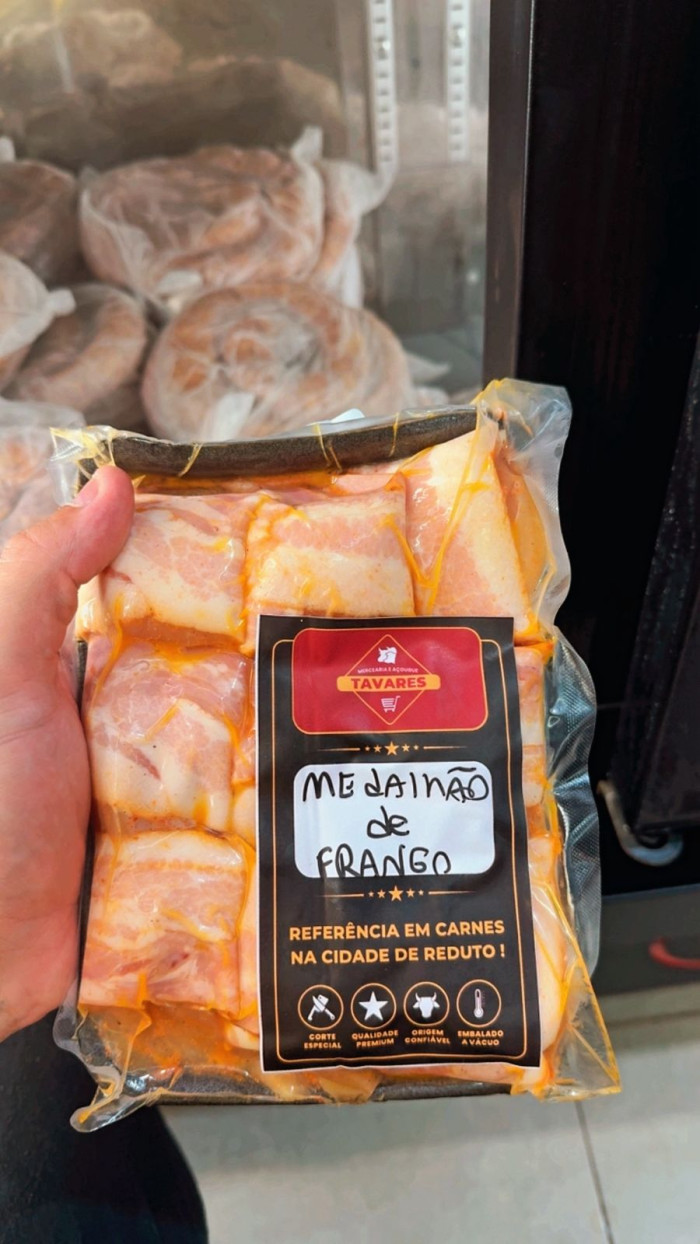 MERCEARIA E AÇOUGUE
TAVARES
MEdAlhÃO
de
FRANGO
REFERÊNCIA EM CARNES
NA CIDADE DE REDUTO !
CORTE ESPECIAL
QUALIDADE PREMIUM
ORIGEM CONFIÁVEL
EMBALADO A VÁCUO